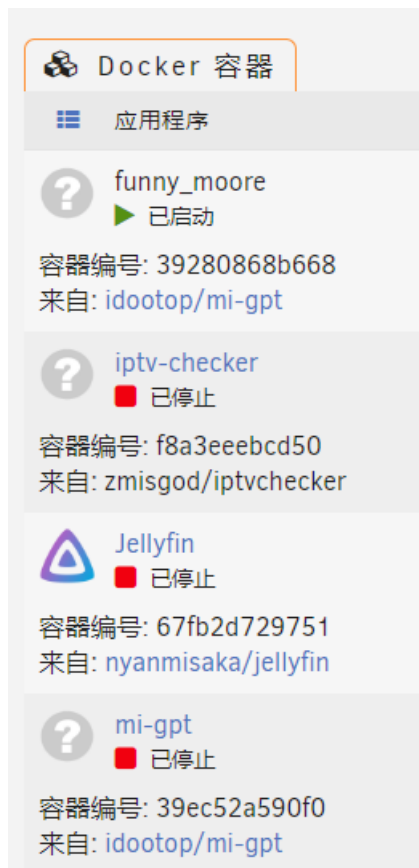 Docker 容器
应用程序
funny_moore
已启动
容器编号: 39280868b668
来自: idootop/mi-gpt
iptv-checker
已停止
容器编号: f8a3eeebcd50
来自: zmisgod/iptvchecker
Jellyfin
已停止
容器编号: 67fb2d729751
来自: nyanmisaka/jellyfin
mi-gpt
已停止
容器编号: 39ec52a590f0
来自: idootop/mi-gpt